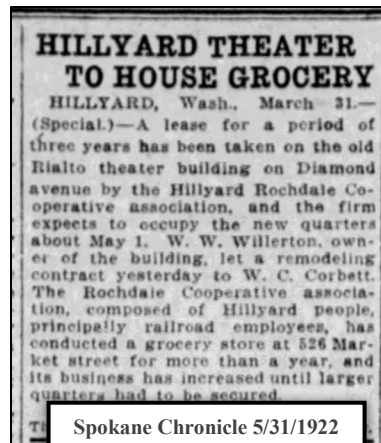 HILLYARD THEATER
TO HOUSE GROCERY
HILLYARD, Wash., March 31.—
(Special.)—A lease for a period of
three years has been taken on the old
Rialto theater building on Diamond
avenue by the Hillyard Rochdale Co-
operative association, and the firm
expects to occupy the new quarters
about May 1. W. W. Willerton, own-
er of the building, let a remodeling
contract yesterday to W. C. Corbett.
The Rochdale Cooperative associa-
tion, composed of Hillyard people,
principally railroad employees, has
conducted a grocery store at 526 Mar-
ket street for more than a year, and
its business has increased until larger
quarters had to be secured.
Spokane Chronicle 5/31/1922